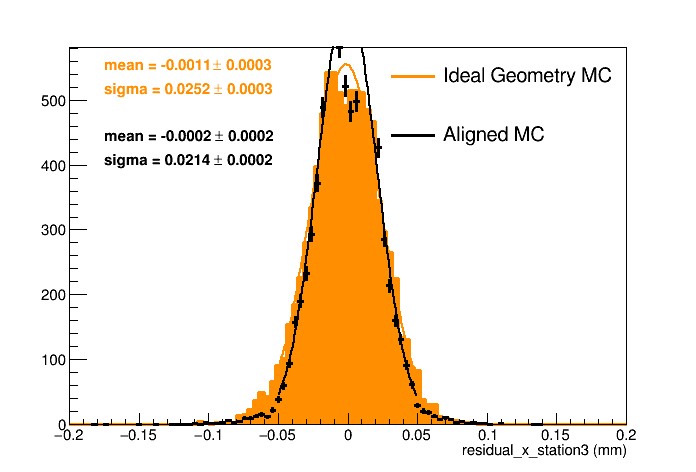 mean = -0.0011± 0.0003
sigma = 0.0252 ± 0.0003
mean = -0.0002 ± 0.0002
sigma = 0.0214 ± 0.0002
Ideal Geometry MC
Aligned MC
500
400
300
200
100
0
−0.2 −0.15 −0.1 −0.05 0 0.05 0.1 0.15 0.2
residual_x_station3 (mm)